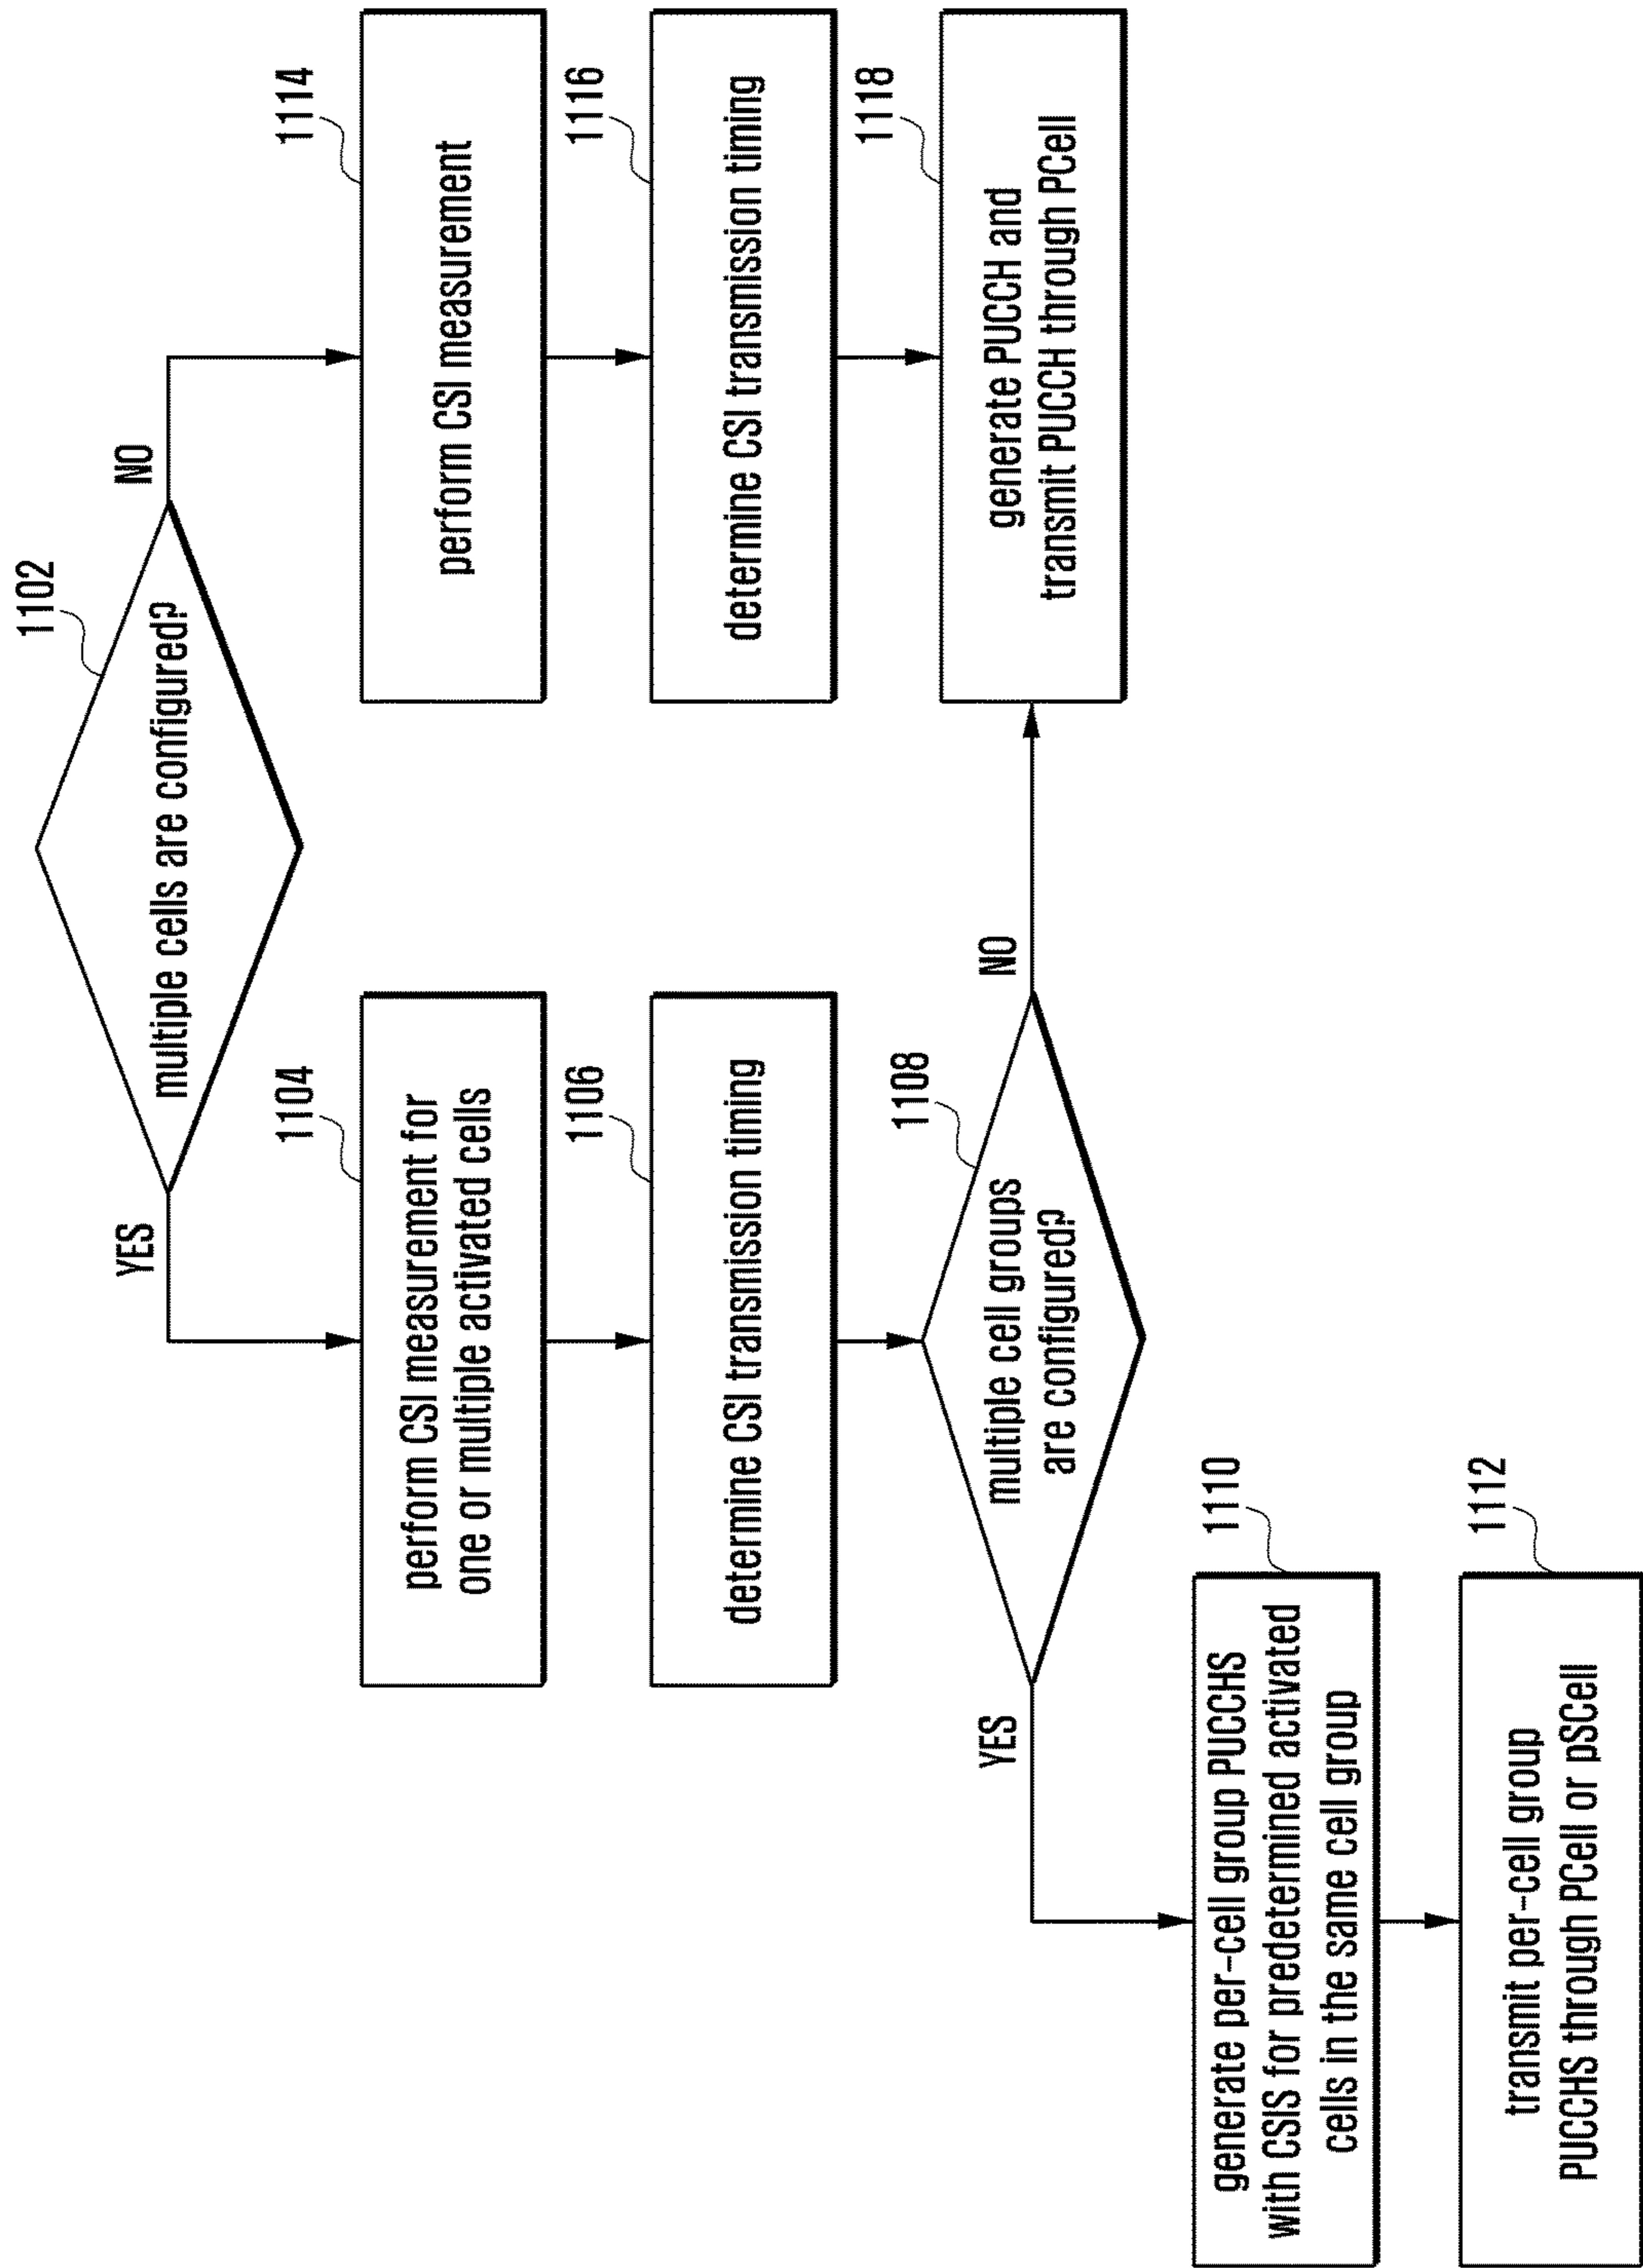 1102
multiple cells are configured?
YES
NO
1104
perform CSI measurement for
one or multiple activated cells
1106
determine CSI transmission timing
1108
multiple cell groups
are configured?
YES
NO
1110
generate per-cell group PUCCHS
with CSIS for predetermined activated
cells in the same cell group
1112
transmit per-cell group
PUCCHS through PCell or pSCell
1114
perform CSI measurement
1116
determine CSI transmission timing
1118
generate PUCCH and
transmit PUCCH through PCell